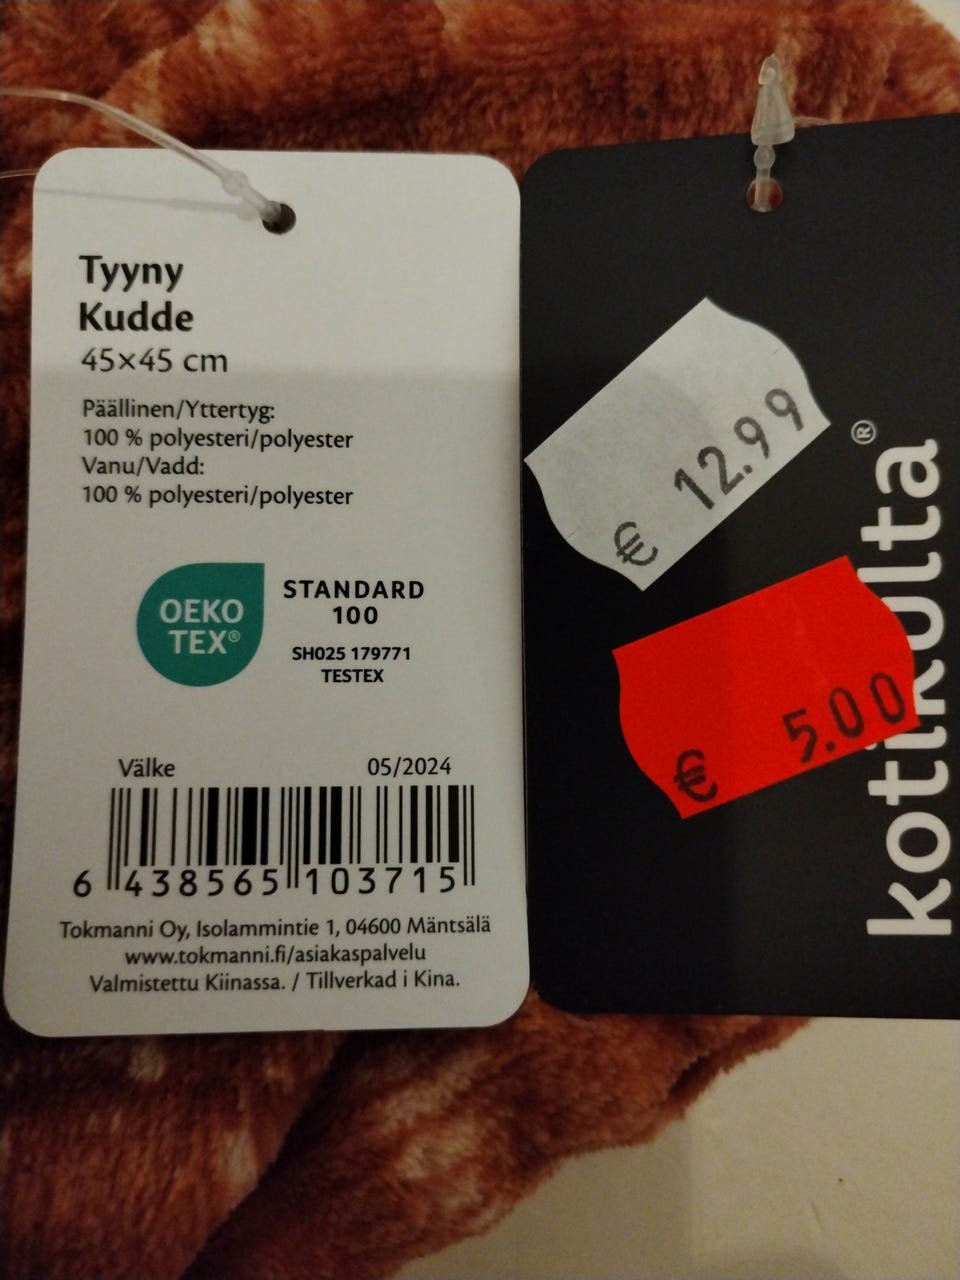 Tyyny
Kudde
45×45 cm
Päällinen/Yttertyg:
100 % polyesteri/polyester
Vanu/Vadd:
100 % polyesteri/polyester
OEKO
TEX®
STANDARD
100
SH025 179771
TESTEX
Välke 05/2024
6 438565 103715
Tokmanni Oy, Isolammintie 1, 04600 Mäntsälä
www.tokmanni.fi/asiakaspalvelu
Valmistettu Kiinassa. / Tillverkad i Kina.
€ 12.99
€ 5.00
kotikulta®